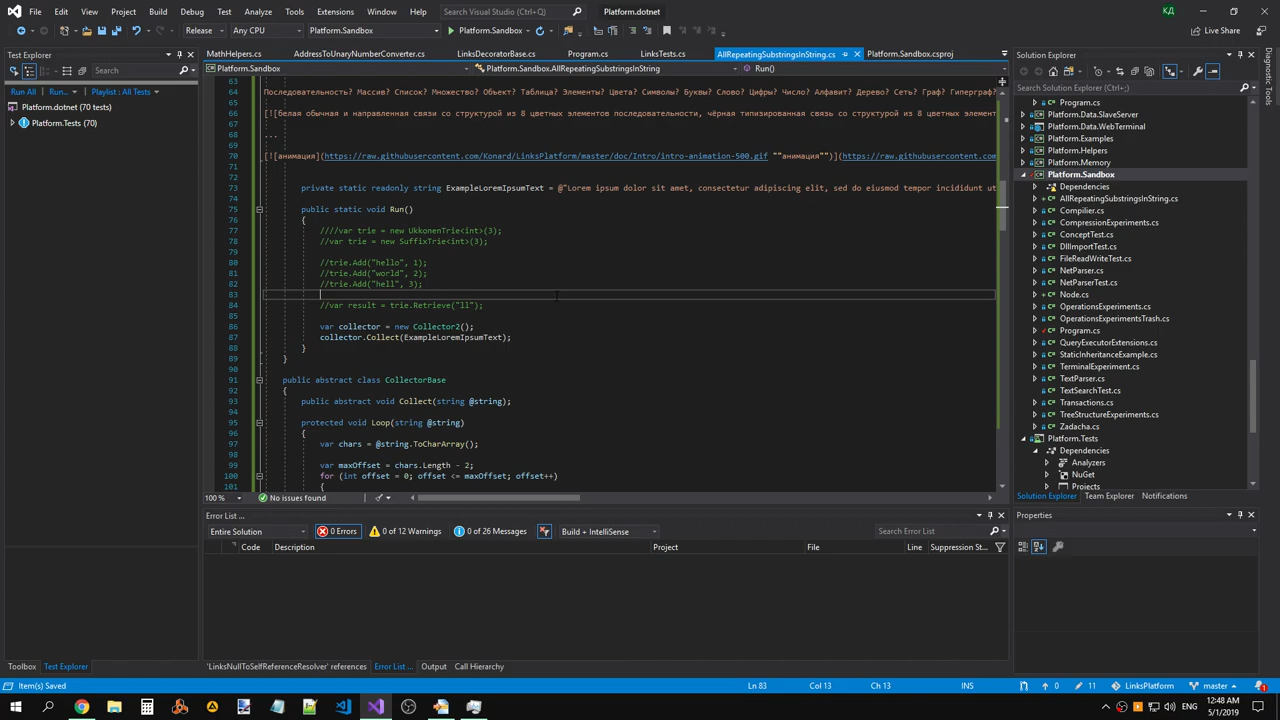 File Edit View Project Build Debug Team Test Analyze Tools Extensions Window Help Search Visual Studio (Ctrl+Q) Platform.dotnet КД
Release Any CPU Platform.Sandbox Platform.Sandbox Live Share
Test Explorer
Search
Run All Run... Playlist : All Tests
Platform.dotnet (70 tests)
Platform.Tests (70)
MathHelpers.cs AddressToUnaryNumberConverter.cs LinksDecoratorBase.cs Program.cs LinksTests.cs AllRepeatingSubstringsInString.cs Platform.Sandbox.csproj
Platform.Sandbox Platform.Sandbox.AllRepeatingSubstringsInString Run()
63
64 Последовательность? Массив? Список? Множество? Объект? Таблица? Элементы? Цвета? Символы? Буквы? Слово? Цифры? Число? Алфавит? Дерево? Сеть? Граф? Гиперграф?
65
66 [![белая обычная и направленная связи со структурой из 8 цветных элементов последовательности, чёрная типизированная связь со структурой из 8 цветных элемент
67
68 ...
69
70 [![анимация](https://raw.githubusercontent.com/Konard/LinksPlatform/master/doc/Intro/intro-animation-500.gif ""анимация"")](https://raw.githubusercontent.com
71
72
73 private static readonly string ExampleLoremIpsumText = @"Lorem ipsum dolor sit amet, consectetur adipiscing elit, sed do eiusmod tempor incididunt ut
74
75 public static void Run()
76 {
77 ////var trie = new UkkonenTrie<int>(3);
78 //var trie = new SuffixTrie<int>(3);
79
80 //trie.Add("hello", 1);
81 //trie.Add("world", 2);
82 //trie.Add("hell", 3);
83
84 //var result = trie.Retrieve("ll");
85
86 var collector = new Collector2();
87 collector.Collect(ExampleLoremIpsumText);
88 }
89 }
90
91 public abstract class CollectorBase
92 {
93 public abstract void Collect(string @string);
94
95 protected void Loop(string @string)
96 {
97 var chars = @string.ToCharArray();
98
99 var maxOffset = chars.Length - 2;
100 for (int offset = 0; offset <= maxOffset; offset++)
101 {
100 % No issues found
Error List ...
Entire Solution 0 Errors 0 of 12 Warnings 0 of 26 Messages Build + IntelliSense Search Error List
Code Description Project File Line Suppression St...
Toolbox Test Explorer
'LinksNullToSelfReferenceResolver' references Error List ... Output Call Hierarchy
Solution Explorer
Search Solution Explorer (Ctrl+;)
Program.cs
Platform.Data.SlaveServer
Platform.Data.WebTerminal
Platform.Examples
Platform.Helpers
Platform.Memory
Platform.Sandbox
Dependencies
AllRepeatingSubstringsInString.cs
Compilier.cs
CompressionExperiments.cs
ConceptTest.cs
DllImportTest.cs
FileReadWriteTest.cs
NetParser.cs
NetParserTest.cs
Node.cs
OperationsExperiments.cs
OperationsExperimentsTrash.cs
Program.cs
QueryExecutorExtensions.cs
StaticInheritanceExample.cs
TerminalExperiment.cs
TextParser.cs
TextSearchTest.cs
Transactions.cs
TreeStructureExperiments.cs
Zadacha.cs
Platform.Tests
Dependencies
Analyzers
NuGet
Projects
Solution Explorer Team Explorer Notifications
Properties
Diagnostic Tools
Item(s) Saved Ln 83 Col 13 Ch 13 INS 0 11 LinksPlatform master 1
ENG 12:48 AM
5/1/2019